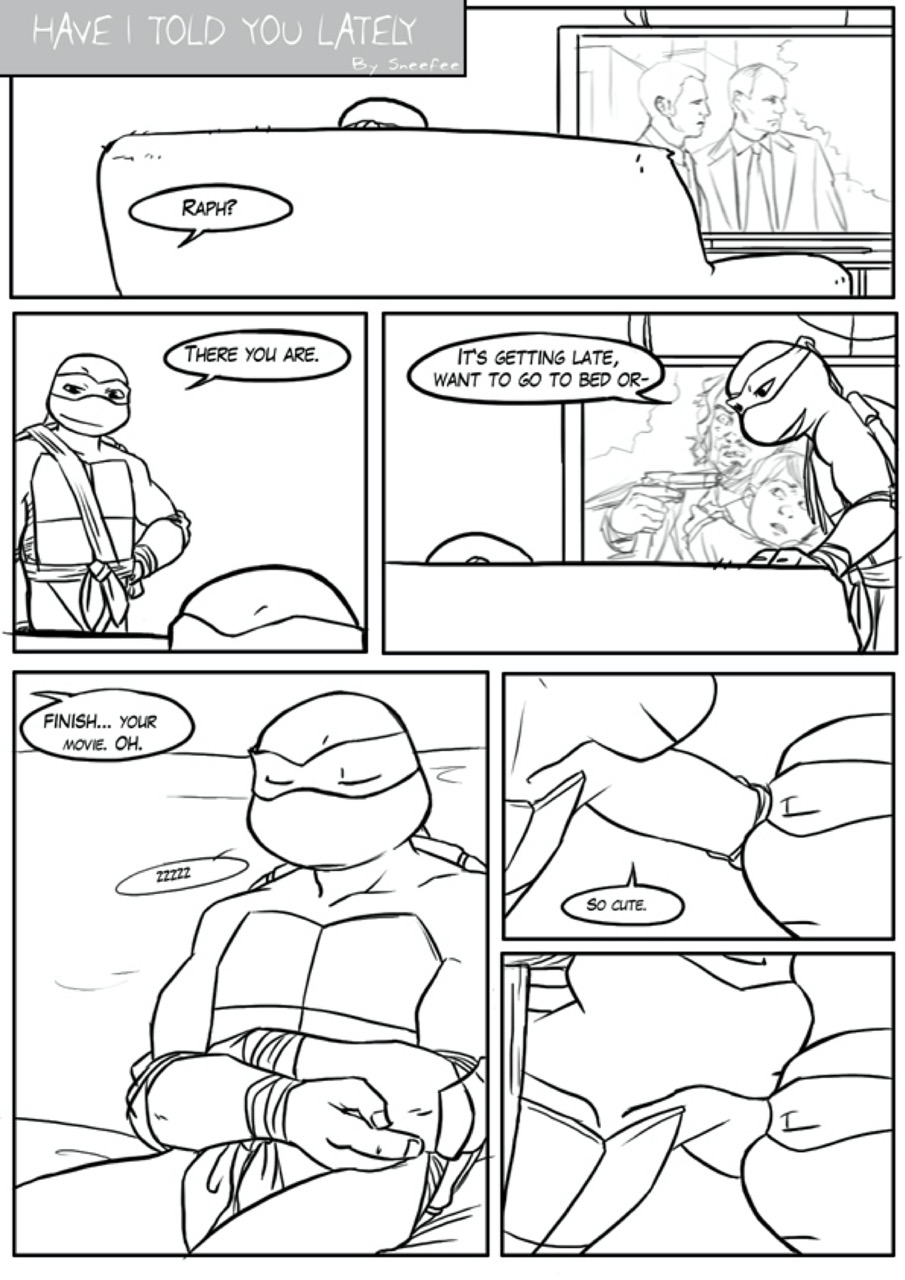 HAVE I TOLD YOU LATELY
By Sneefee
RAPH?
THERE YOU ARE.
IT'S GETTING LATE,
WANT TO GO TO BED OR-
FINISH... YOUR
MOVIE. OH.
ZZZZZ
SO CUTE.